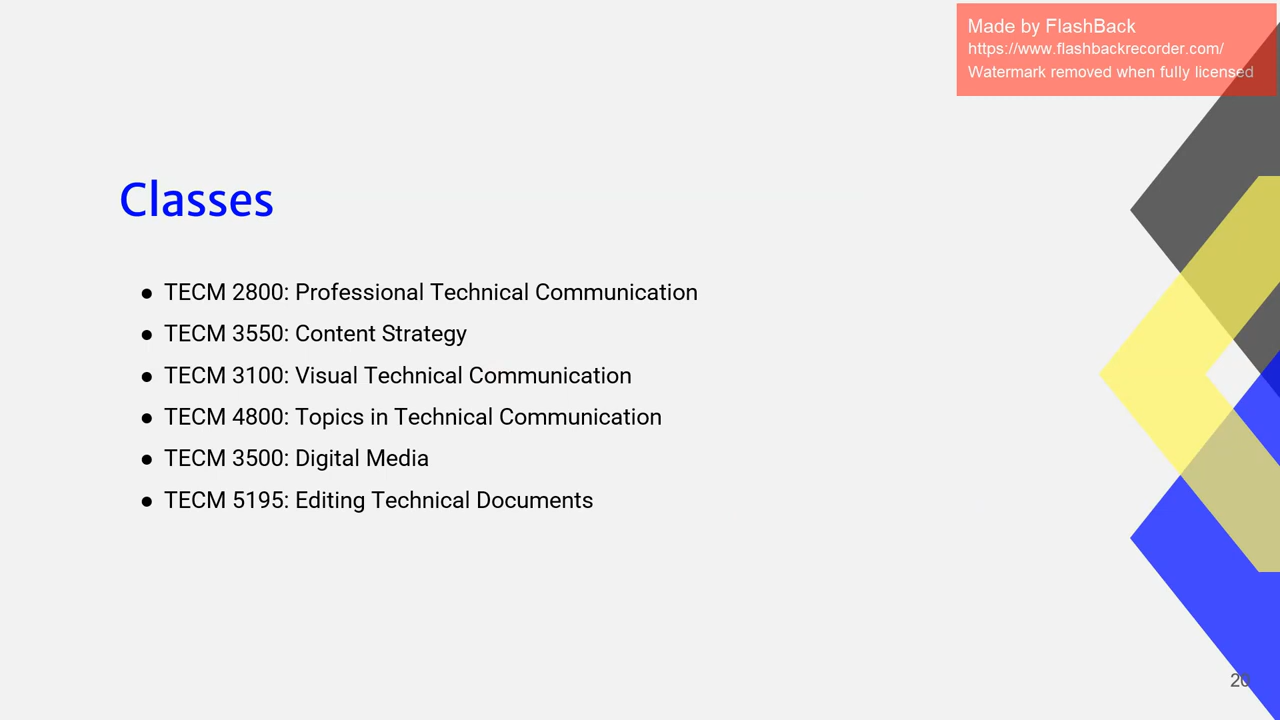 Made by FlashBack
https://www.flashbackrecorder.com/
Watermark removed when fully licensed
Classes
● TECM 2800: Professional Technical Communication
● TECM 3550: Content Strategy
● TECM 3100: Visual Technical Communication
● TECM 4800: Topics in Technical Communication
● TECM 3500: Digital Media
● TECM 5195: Editing Technical Documents
20